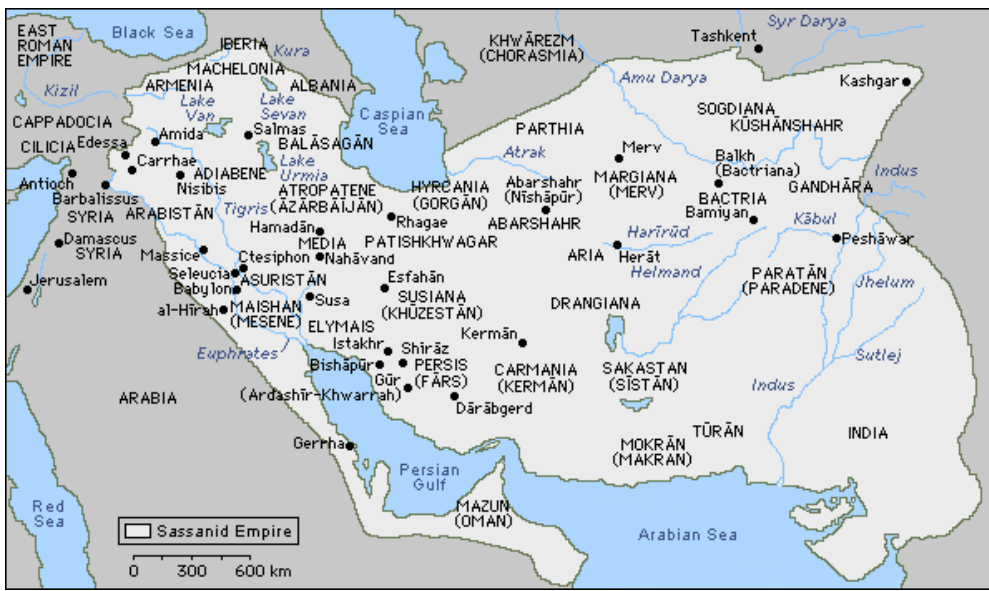 EAST
ROMAN
EMPIRE
Black Sea
IBERIA
Kura
KHWĀREZM
(CHORASMIA)
Tashkent
Syr Darya
MACHELONIA
ARMENIA
ALBANIA
Kizil
Lake
Van
Lake
Sevan
Caspian
Sea
Amu Darya
Kashgar
SOGDIANA
KŪSHĀNSHAHR
CAPPADOCIA
CILICIA
Edessa
Amida
Salmas
BALĀSAGĀN
PARTHIA
Carrhae
ADIABENE
Nisibis
Lake
Urmia
Atrak
Merv
MARGIANA
(MERV)
Balkh
(Bactriana)
Indus
Antioch
Barbalissus
SYRIA
ARABISTĀN
Tigris
ATROPATENE
(ĀZĀRBĀIJĀN)
HYRCANIA
(GORGĀN)
Abarshahr
(Nīshāpūr)
ABARSHAHR
BACTRIA
GANDHĀRA
Bamiyan
Kābul
Rhagae
Hamadān
MEDIA
PATISHKHWAGAR
Harīrūd
Peshāwar
Damascus
SYRIA
Massice
Ctesiphon
Nahāvand
ARIA
Herāt
Helmand
Jerusalem
Seleucia
ASURISTĀN
Babylon
Esfahān
PARATĀN
(PARADENE)
Jhelum
al-Hīrah
MAISHAN
(MESENE)
Susa
SUSIANA
(KHŪZESTĀN)
DRANGIANA
ELYMAIS
Istakhr
Kermān
Euphrates
Shīrāz
Bishāpūr
PERSIS
(FĀRS)
Gūr
(Ardashīr-Khwarrah)
CARMANIA
(KERMĀN)
SAKASTAN
(SĪSTĀN)
Sutlej
Indus
ARABIA
Dārābgerd
TŪRĀN
INDIA
Gerrha
MOKRĀN
(MAKRAN)
Persian
Gulf
MAZUN
(OMAN)
Red
Sea
Arabian Sea
Sassanid Empire
0 300 600 km